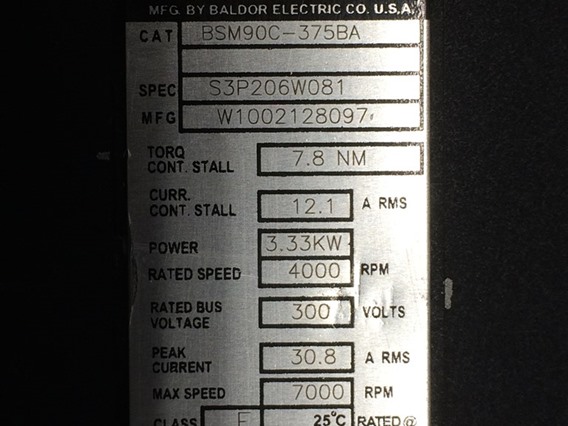 MFG. BY BALDOR ELECTRIC CO. U.S.A.
CAT BSM90C-375BA
SPEC S3P206W081
MFG W1002128097
TORQ CONT. STALL 7.8 NM
CURR. CONT. STALL 12.1 A RMS
POWER 3.33KW
RATED SPEED 4000 RPM
RATED BUS VOLTAGE 300 VOLTS
PEAK CURRENT 30.8 A RMS
MAX SPEED 7000 RPM
CLASS F 25°C RATED @